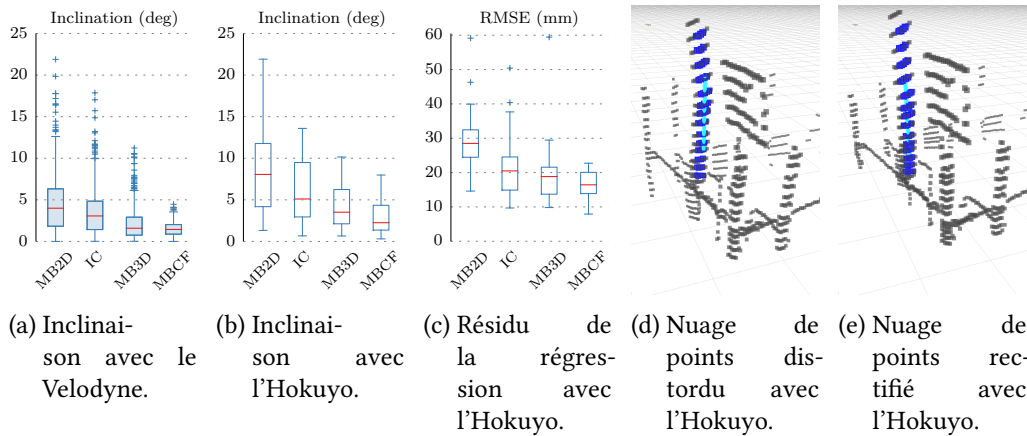 Inclination (deg)
25
20
15
10
5
0
MB2D
IC
MB3D
MBCF
Inclination (deg)
25
20
15
10
5
0
MB2D
IC
MB3D
MBCF
RMSE (mm)
60
50
40
30
20
10
0
MB2D
IC
MB3D
MBCF
(a) Inclinai-
son avec le
Velodyne.
(b) Inclinai-
son avec
l'Hokuyo.
(c) Résidu de
la régres-
sion avec
l'Hokuyo.
(d) Nuage de
points dis-
tordu avec
l'Hokuyo.
(e) Nuage de
points rec-
tifié avec
l'Hokuyo.